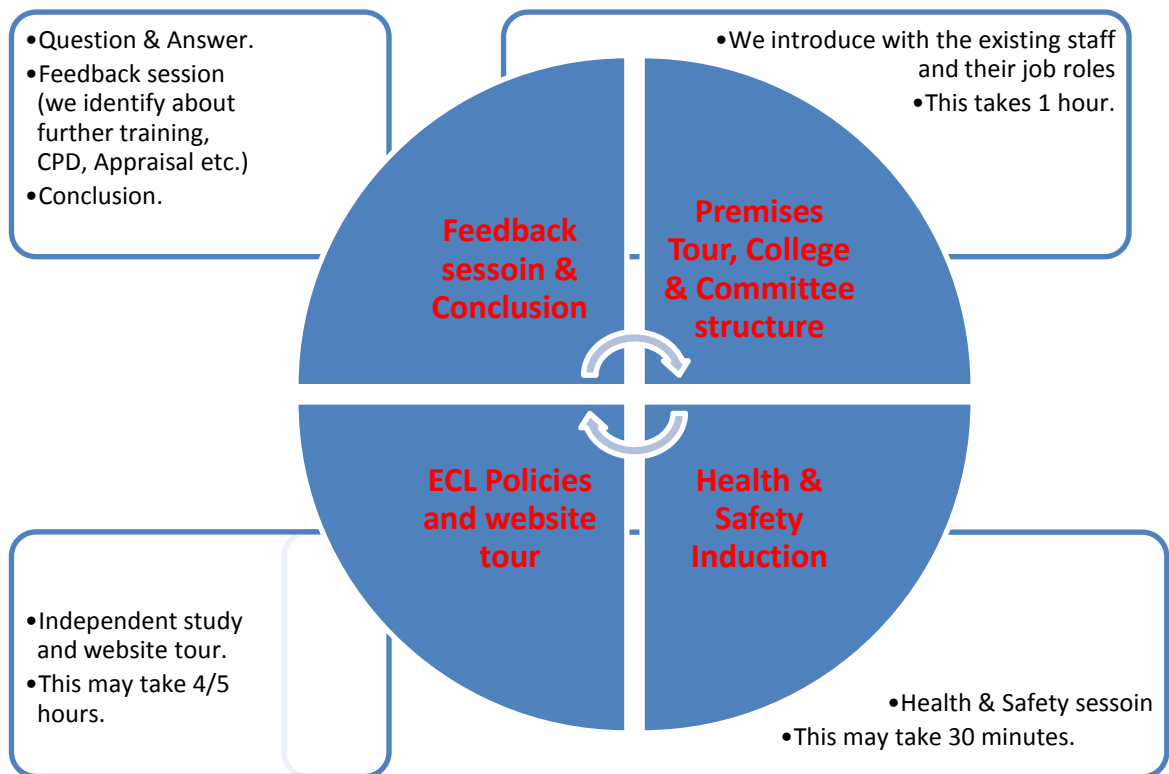 •Question & Answer.
•Feedback session
(we identify about
further training,
CPD, Appraisal etc.)
•Conclusion.
•We introduce with the existing staff
and their job roles
•This takes 1 hour.
Feedback
sessoin &
Conclusion
Premises
Tour, College
& Committee
structure
ECL Policies
and website
tour
Health &
Safety
Induction
•Independent study
and website tour.
•This may take 4/5
hours.
•Health & Safety sessoin
•This may take 30 minutes.